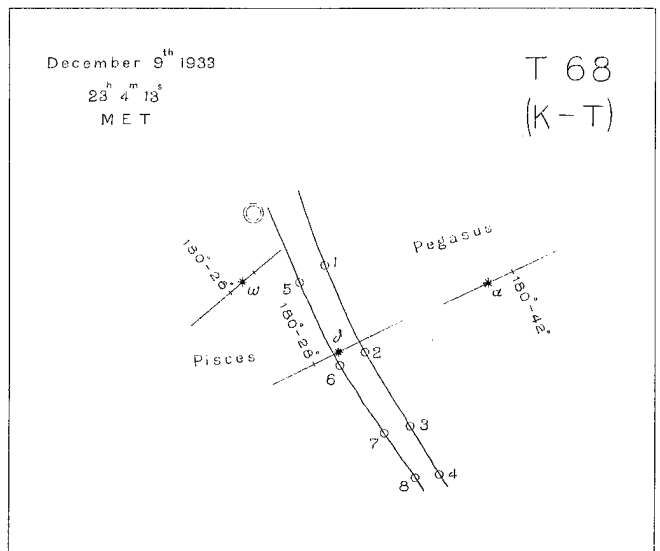 December 9th 1933
23h 4m 13s
MET
T 68
(K-T)
Pegasus
180°-26°
ω
1
5
180°-28°
α
180°-42°
Pisces
2
6
3
7
4
8